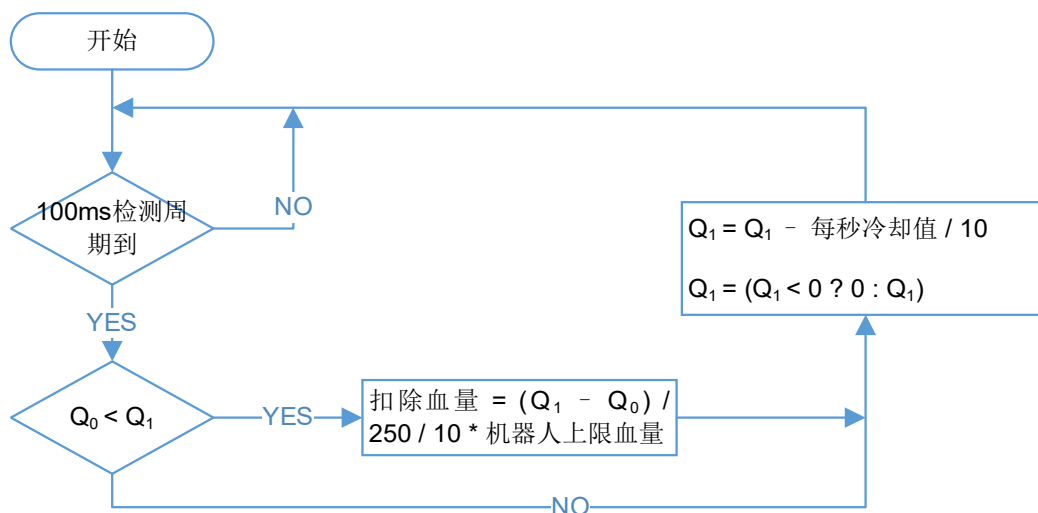 开始
100ms检测周
期到
NO
YES
Q₀ < Q₁
YES
扣除血量 = (Q₁ － Q₀) /
250 / 10 * 机器人上限血量
Q₁ = Q₁ － 每秒冷却值 / 10
Q₁ = (Q₁ < 0 ? 0 : Q₁)
NO